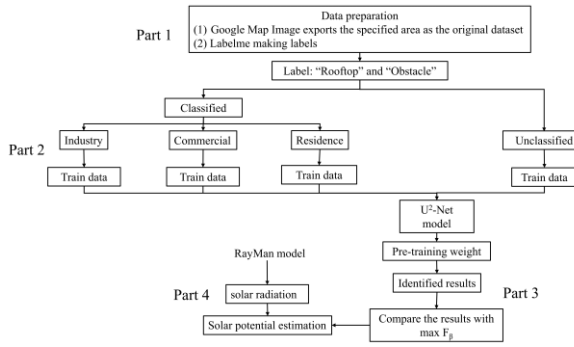 Part 1
Data preparation
(1) Google Map Image exports the specified area as the original dataset
(2) Labelme making labels
Label: “Rooftop” and “Obstacle”
Classified
Part 2
Industry
Commercial
Residence
Unclassified
Train data
Train data
Train data
Train data
U²-Net
model
Pre-training weight
RayMan model
Identified results
Part 3
Part 4
solar radiation
Compare the results with
max Fᵦ
Solar potential estimation